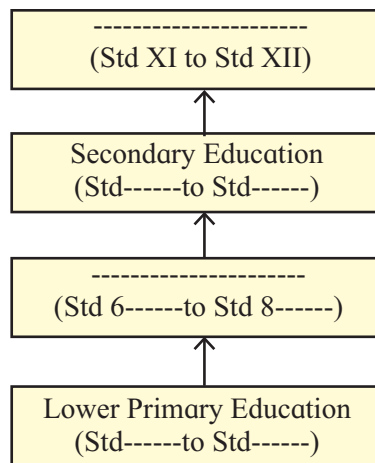 ----------------------
(Std XI to Std XII)
Secondary Education
(Std------to Std------)
----------------------
(Std 6------to Std 8------)
Lower Primary Education
(Std------to Std------)